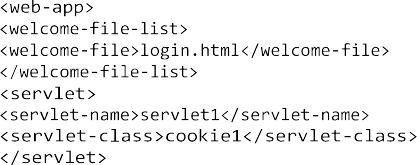 <web-app>
<welcome-file-list>
<welcome-file>login.html</welcome-file>
</welcome-file-list>
<servlet>
<servlet-name>servlet1</servlet-name>
<servlet-class>cookie1</servlet-class>
</servlet>